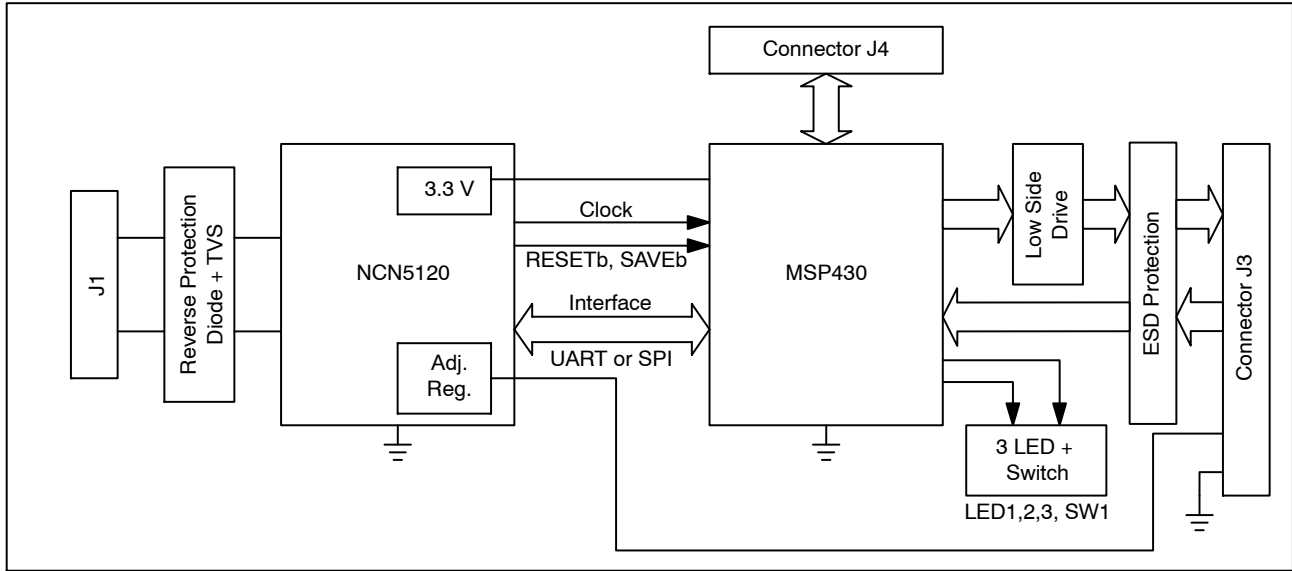 Connector J4
J1
Reverse Protection
Diode + TVS
NCN5120
3.3 V
Clock
RESETb, SAVEb
Interface
UART or SPI
Adj.
Reg.
MSP430
Low Side
Drive
ESD Protection
Connector J3
3 LED +
Switch
LED1,2,3, SW1